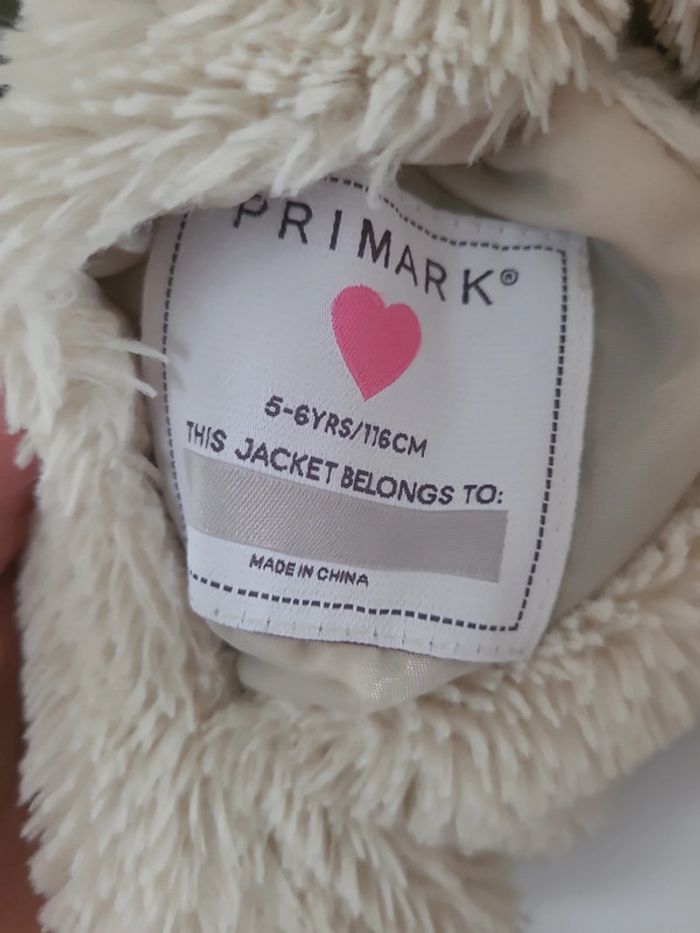 PRIMARK®
5-6YRS/116CM
THIS JACKET BELONGS TO:
MADE IN CHINA